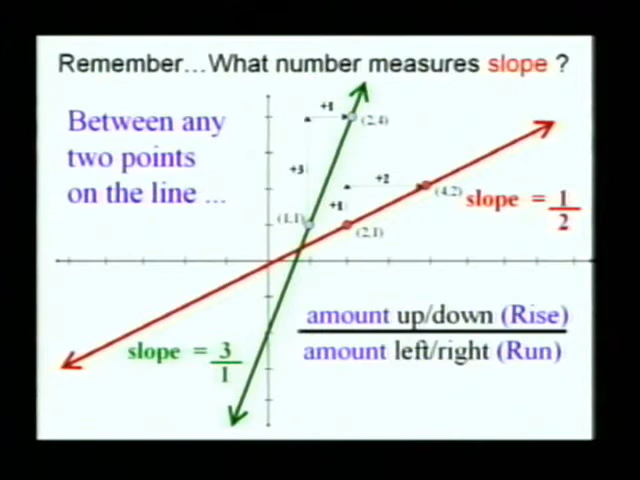 Remember...What number measures slope ?
Between any
two points
on the line ...
+1
(2,4)
+3
+2
(4,2)
slope = 1
2
(1,1)
+1
(2,1)
amount up/down (Rise)
amount left/right (Run)
slope = 3
1